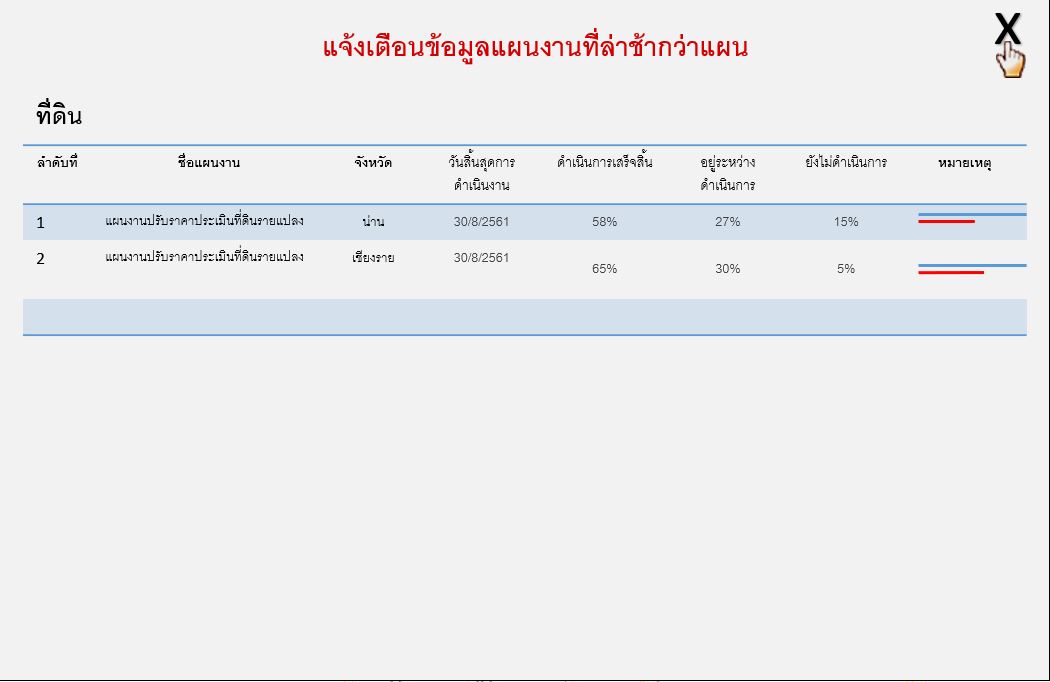 X
แจ้งเตือนข้อมูลแผนงานที่ล่าช้ากว่าแผน
ที่ดิน
ลำดับที่ ชื่อแผนงาน จังหวัด วันสิ้นสุดการ ดำเนินการเสร็จสิ้น อยู่ระหว่าง ยังไม่ดำเนินการ หมายเหตุ
ดำเนินงาน ดำเนินการ
1 แผนงานปรับราคาประเมินที่ดินรายแปลง น่าน 30/8/2561 58% 27% 15%
2 แผนงานปรับราคาประเมินที่ดินรายแปลง เชียงราย 30/8/2561 65% 30% 5%